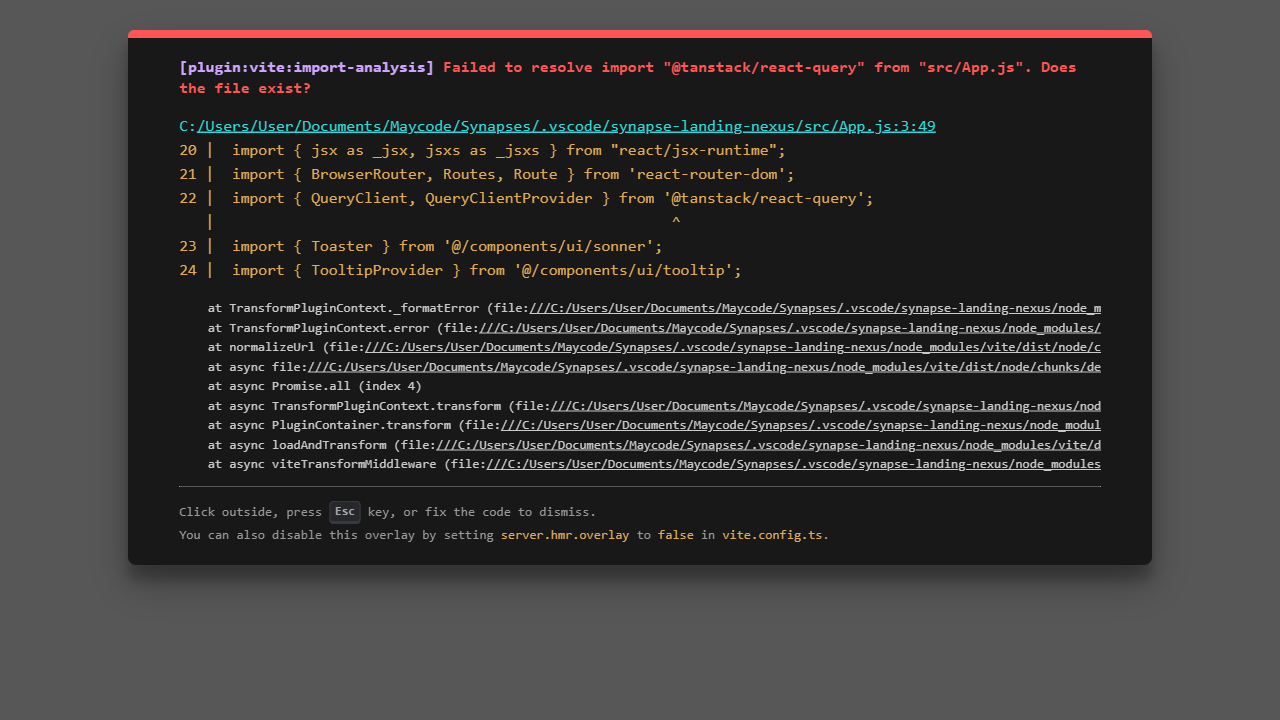 [plugin:vite:import-analysis] Failed to resolve import "@tanstack/react-query" from "src/App.js". Does
the file exist?
C:/Users/User/Documents/Maycode/Synapses/.vscode/synapse-landing-nexus/src/App.js:3:49
20 |  import { jsx as _jsx, jsxs as _jsxs } from "react/jsx-runtime";
21 |  import { BrowserRouter, Routes, Route } from 'react-router-dom';
22 |  import { QueryClient, QueryClientProvider } from '@tanstack/react-query';
   |                                                    ^
23 |  import { Toaster } from '@/components/ui/sonner';
24 |  import { TooltipProvider } from '@/components/ui/tooltip';
at TransformPluginContext._formatError (file:///C:/Users/User/Documents/Maycode/Synapses/.vscode/synapse-landing-nexus/node_m
at TransformPluginContext.error (file:///C:/Users/User/Documents/Maycode/Synapses/.vscode/synapse-landing-nexus/node_modules/
at normalizeUrl (file:///C:/Users/User/Documents/Maycode/Synapses/.vscode/synapse-landing-nexus/node_modules/vite/dist/node/c
at async file:///C:/Users/User/Documents/Maycode/Synapses/.vscode/synapse-landing-nexus/node_modules/vite/dist/node/chunks/de
at async Promise.all (index 4)
at async TransformPluginContext.transform (file:///C:/Users/User/Documents/Maycode/Synapses/.vscode/synapse-landing-nexus/nod
at async PluginContainer.transform (file:///C:/Users/User/Documents/Maycode/Synapses/.vscode/synapse-landing-nexus/node_modul
at async loadAndTransform (file:///C:/Users/User/Documents/Maycode/Synapses/.vscode/synapse-landing-nexus/node_modules/vite/d
at async viteTransformMiddleware (file:///C:/Users/User/Documents/Maycode/Synapses/.vscode/synapse-landing-nexus/node_modules
Click outside, press Esc key, or fix the code to dismiss.
You can also disable this overlay by setting server.hmr.overlay to false in vite.config.ts.